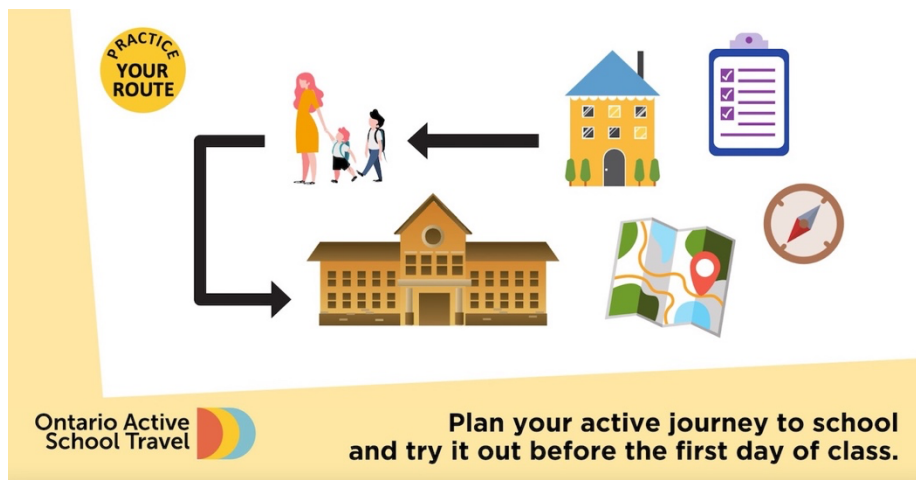 PRACTICE
YOUR
ROUTE
Ontario Active
School Travel
Plan your active journey to school
and try it out before the first day of class.